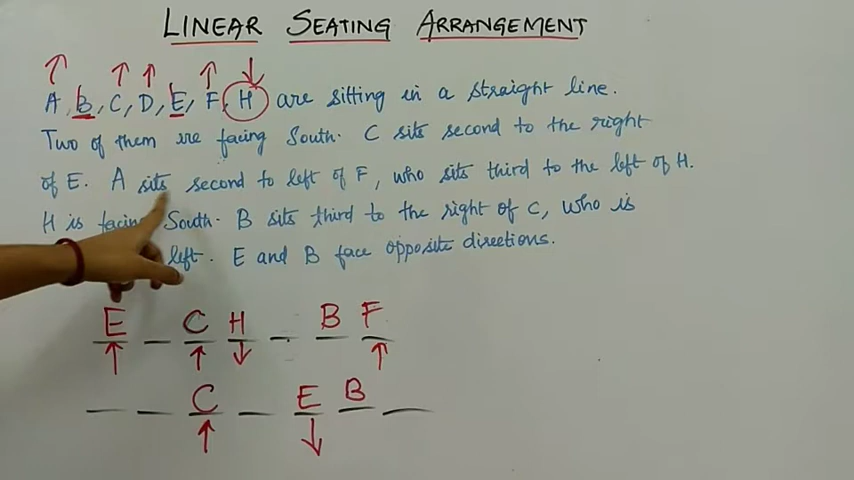 LINEAR SEATING ARRANGEMENT
A, B, C, D, E, F, H are sitting in a straight line.
Two of them are facing South. C sits second to the right
of E. A sits second to left of F, who sits third to the left of H.
H is facing South. B sits third to the right of C, who is
left. E and B face opposite directions.
E C H B F
C E B